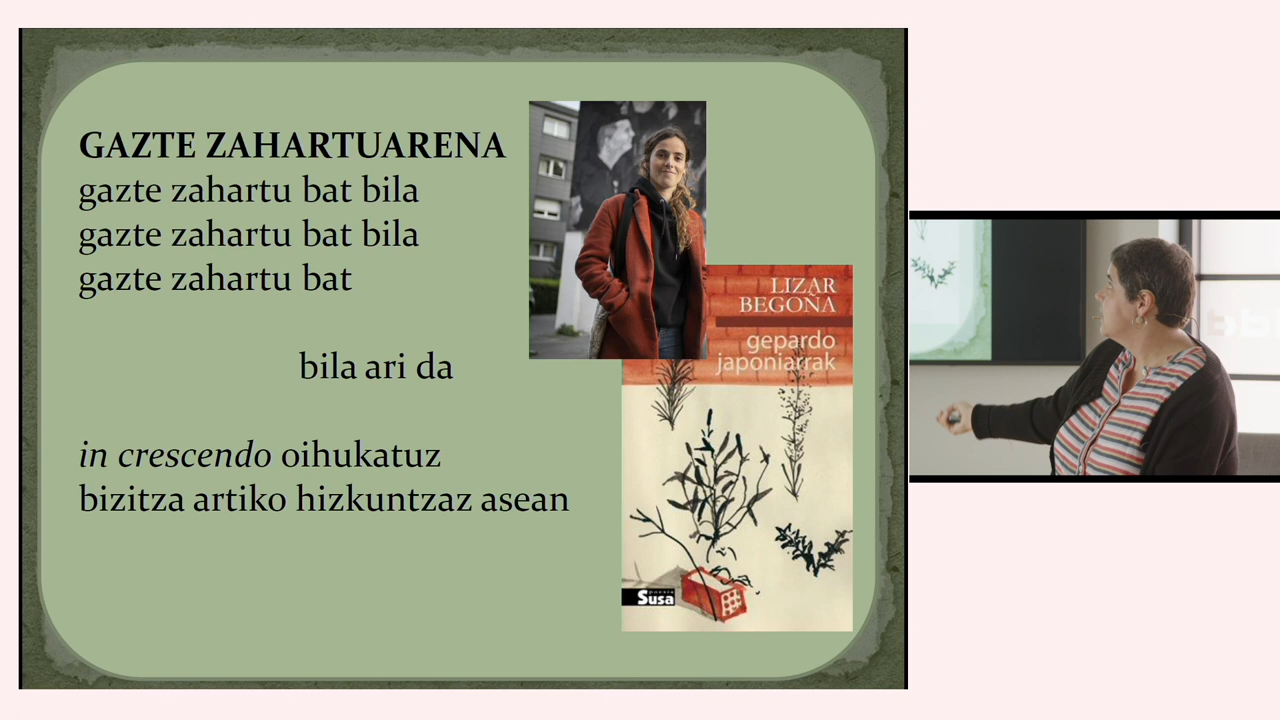 GAZTE ZAHARTUARENA
gazte zahartu bat bila
gazte zahartu bat bila
gazte zahartu bat
bila ari da
in crescendo oihukatuz
bizitza artiko hizkuntzaz asean
LIZAR
BEGOÑA
gepardo
japoniarrak
poesia
Susa